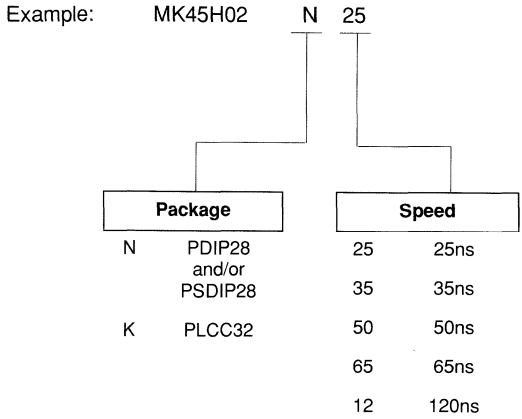 Example: MK45H02 N 25
Package
N PDIP28
and/or
PSDIP28
K PLCC32
Speed
25 25ns
35 35ns
50 50ns
65 65ns
12 120ns